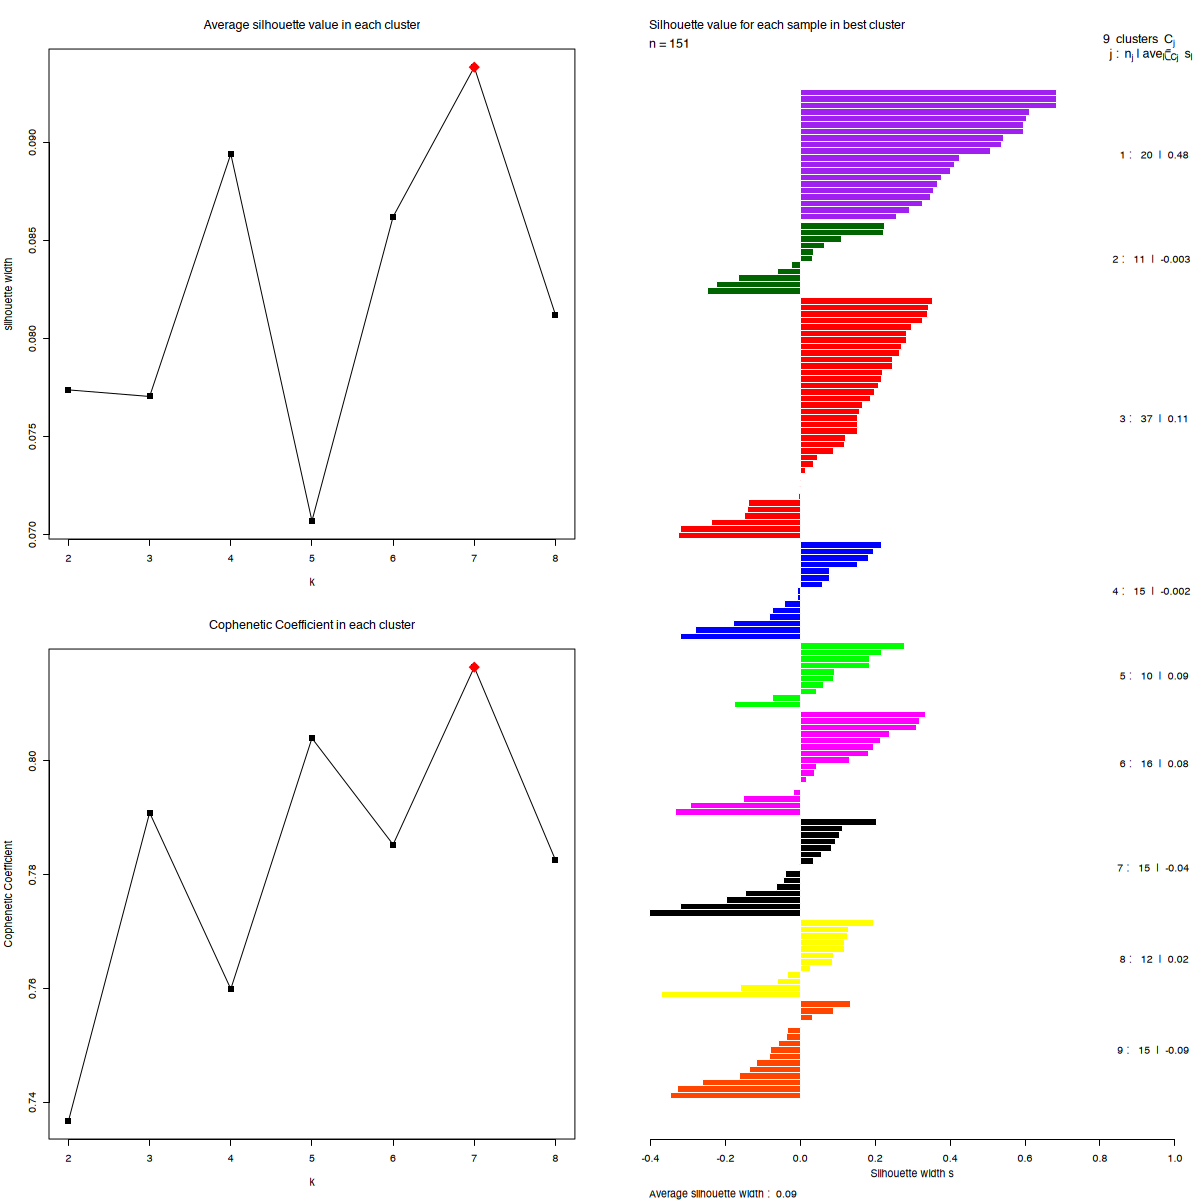 Average silhouette value in each cluster
silhouette width
0.090
0.085
0.080
0.075
0.070
2 3 4 5 6 7 8
k
Cophenetic Coefficient in each cluster
Cophenetic Coefficient
0.80
0.78
0.76
0.74
2 3 4 5 6 7 8
k
Silhouette value for each sample in best cluster
n = 151
9 clusters Cj
j : nj | ave
1 : 20 | 0.48
2 : 11 | -0.003
3 : 37 | 0.11
4 : 15 | -0.002
5 : 10 | 0.09
6 : 16 | 0.08
7 : 15 | -0.04
8 : 12 | 0.02
9 : 15 | -0.09
-0.4 -0.2 0.0 0.2 0.4 0.6 0.8 1.0
Silhouette width s
Average silhouette width : 0.09